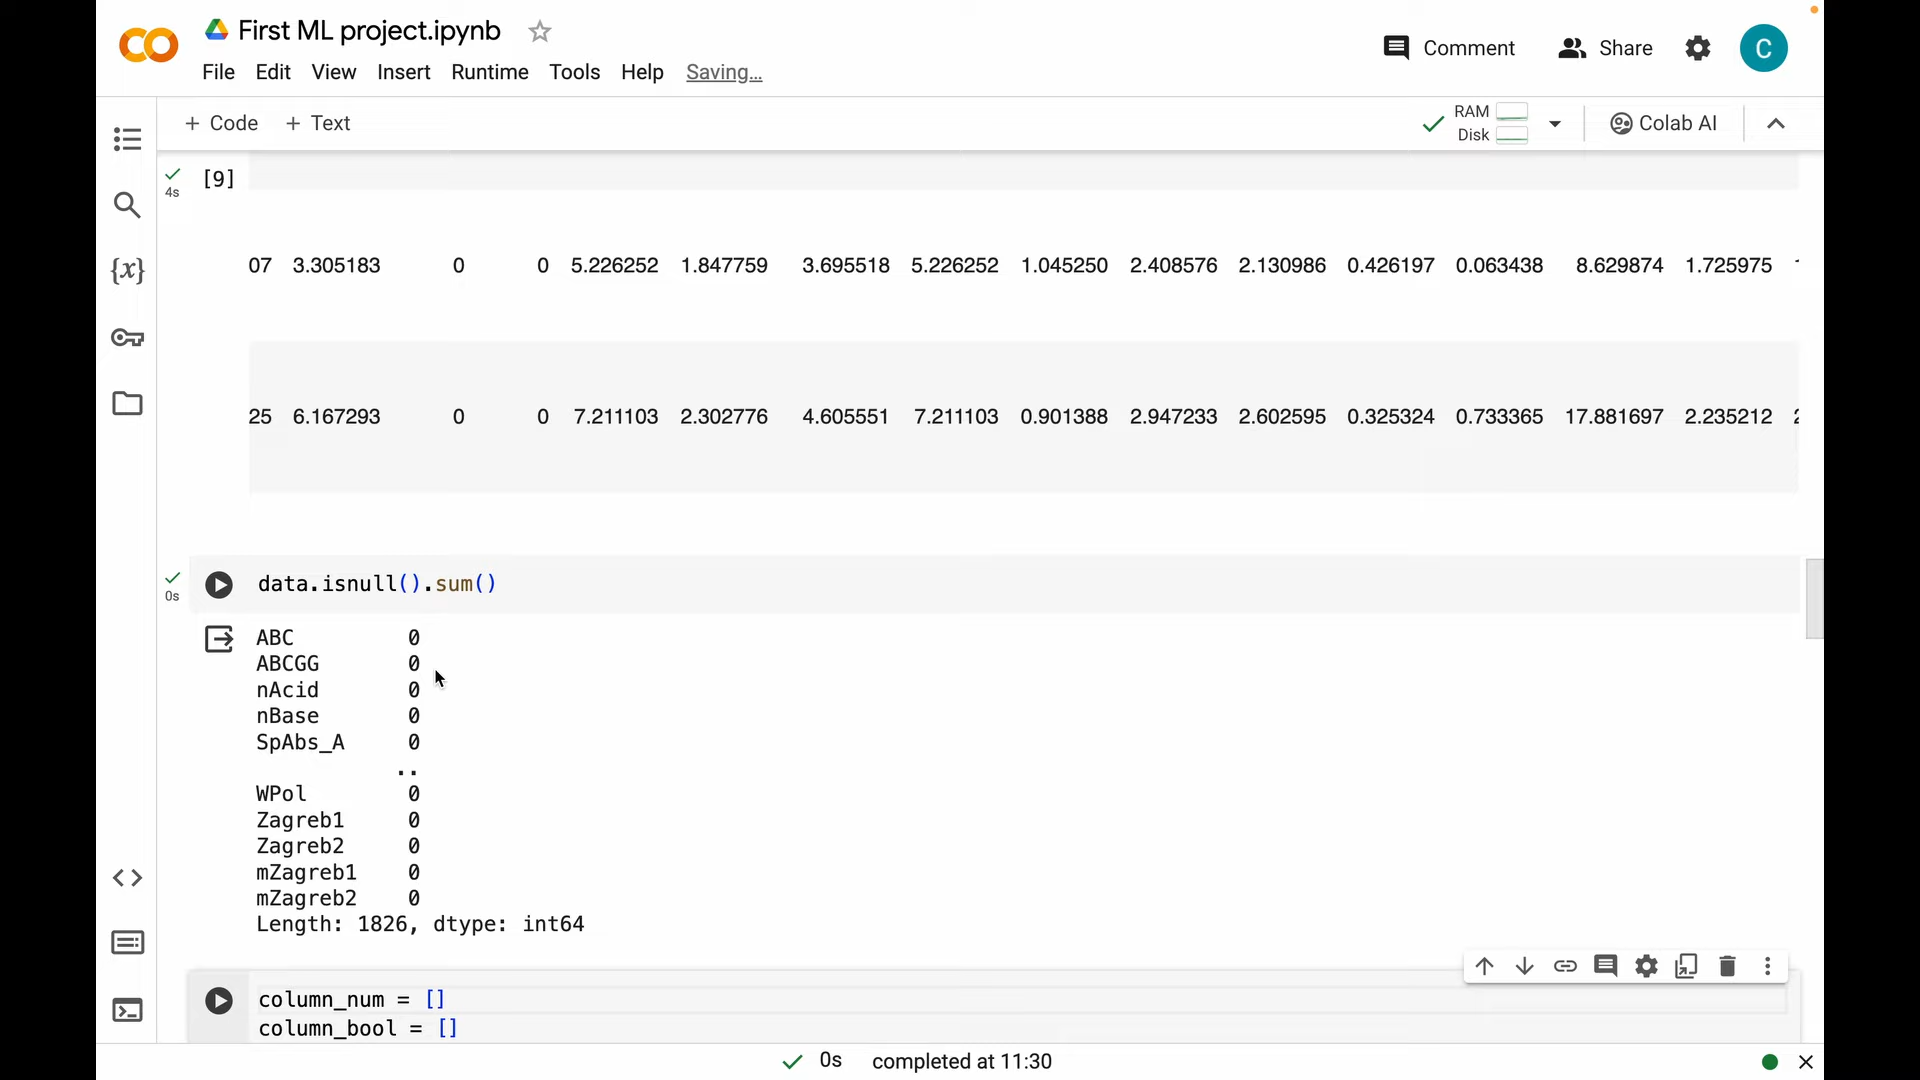 First ML project.ipynb
Comment
Share
C
File Edit View Insert Runtime Tools Help Saving...
+ Code + Text
RAM
Disk
Colab AI
[9]
4s
07 3.305183 0 0 5.226252 1.847759 3.695518 5.226252 1.045250 2.408576 2.130986 0.426197 0.063438 8.629874 1.725975
25 6.167293 0 0 7.211103 2.302776 4.605551 7.211103 0.901388 2.947233 2.602595 0.325324 0.733365 17.881697 2.235212
0s
data.isnull().sum()
ABC 0
ABCGG 0
nAcid 0
nBase 0
SpAbs_A 0
..
WPol 0
Zagreb1 0
Zagreb2 0
mZagreb1 0
mZagreb2 0
Length: 1826, dtype: int64
column_num = []
column_bool = []
0s completed at 11:30
{x}